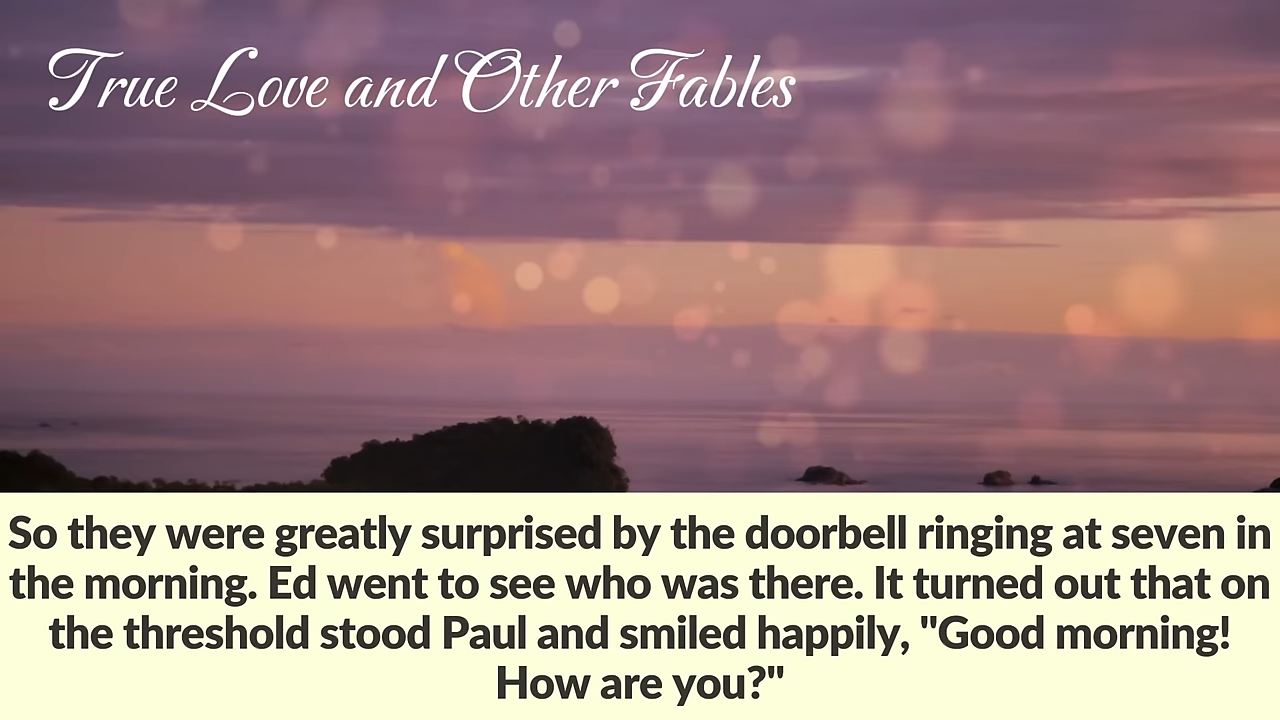 True Love and Other Fables
So they were greatly surprised by the doorbell ringing at seven in
the morning. Ed went to see who was there. It turned out that on
the threshold stood Paul and smiled happily, "Good morning!
How are you?"